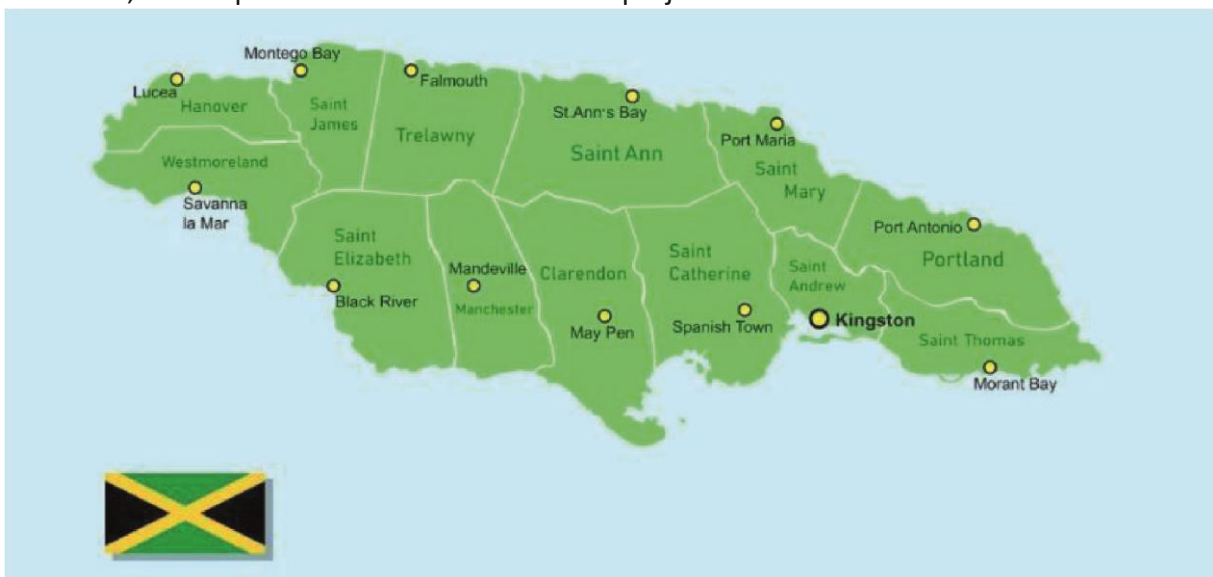 Montego Bay
Lucea
Hanover
Saint
James
Falmouth
Trelawny
St.Ann's Bay
Saint Ann
Port Maria
Saint
Mary
Westmoreland
Savanna
la Mar
Saint
Elizabeth
Black River
Mandeville
Manchester
Clarendon
May Pen
Saint
Catherine
Spanish Town
Saint
Andrew
Kingston
Port Antonio
Portland
Saint Thomas
Morant Bay